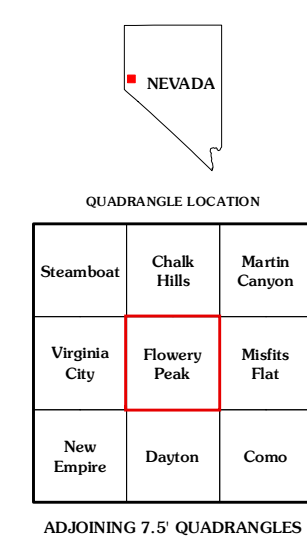 NEVADA
QUADRANGLE LOCATION
Steamboat
Chalk
Hills
Martin
Canyon
Virginia
City
Flowery
Peak
Misfits
Flat
New
Empire
Dayton
Como
ADJOINING 7.5' QUADRANGLES